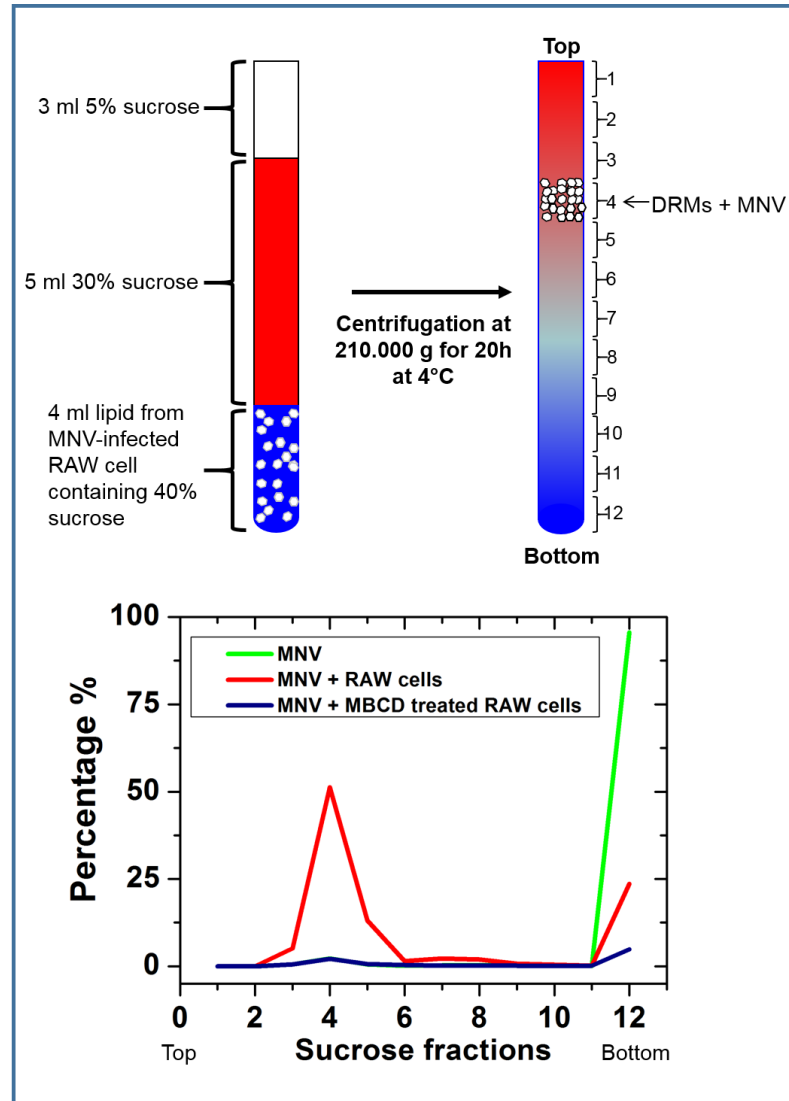 3 ml 5% sucrose
5 ml 30% sucrose
4 ml lipid from
MNV-infected
RAW cell
containing 40%
sucrose
Centrifugation at
210.000 g for 20h
at 4°C
Top
1
2
3
4
5
6
7
8
9
10
11
12
Bottom
DRMs + MNV
Percentage %
100
75
50
25
0
MNV
MNV + RAW cells
MNV + MBCD treated RAW cells
0 2 4 6 8 10 12
Top Sucrose fractions Bottom